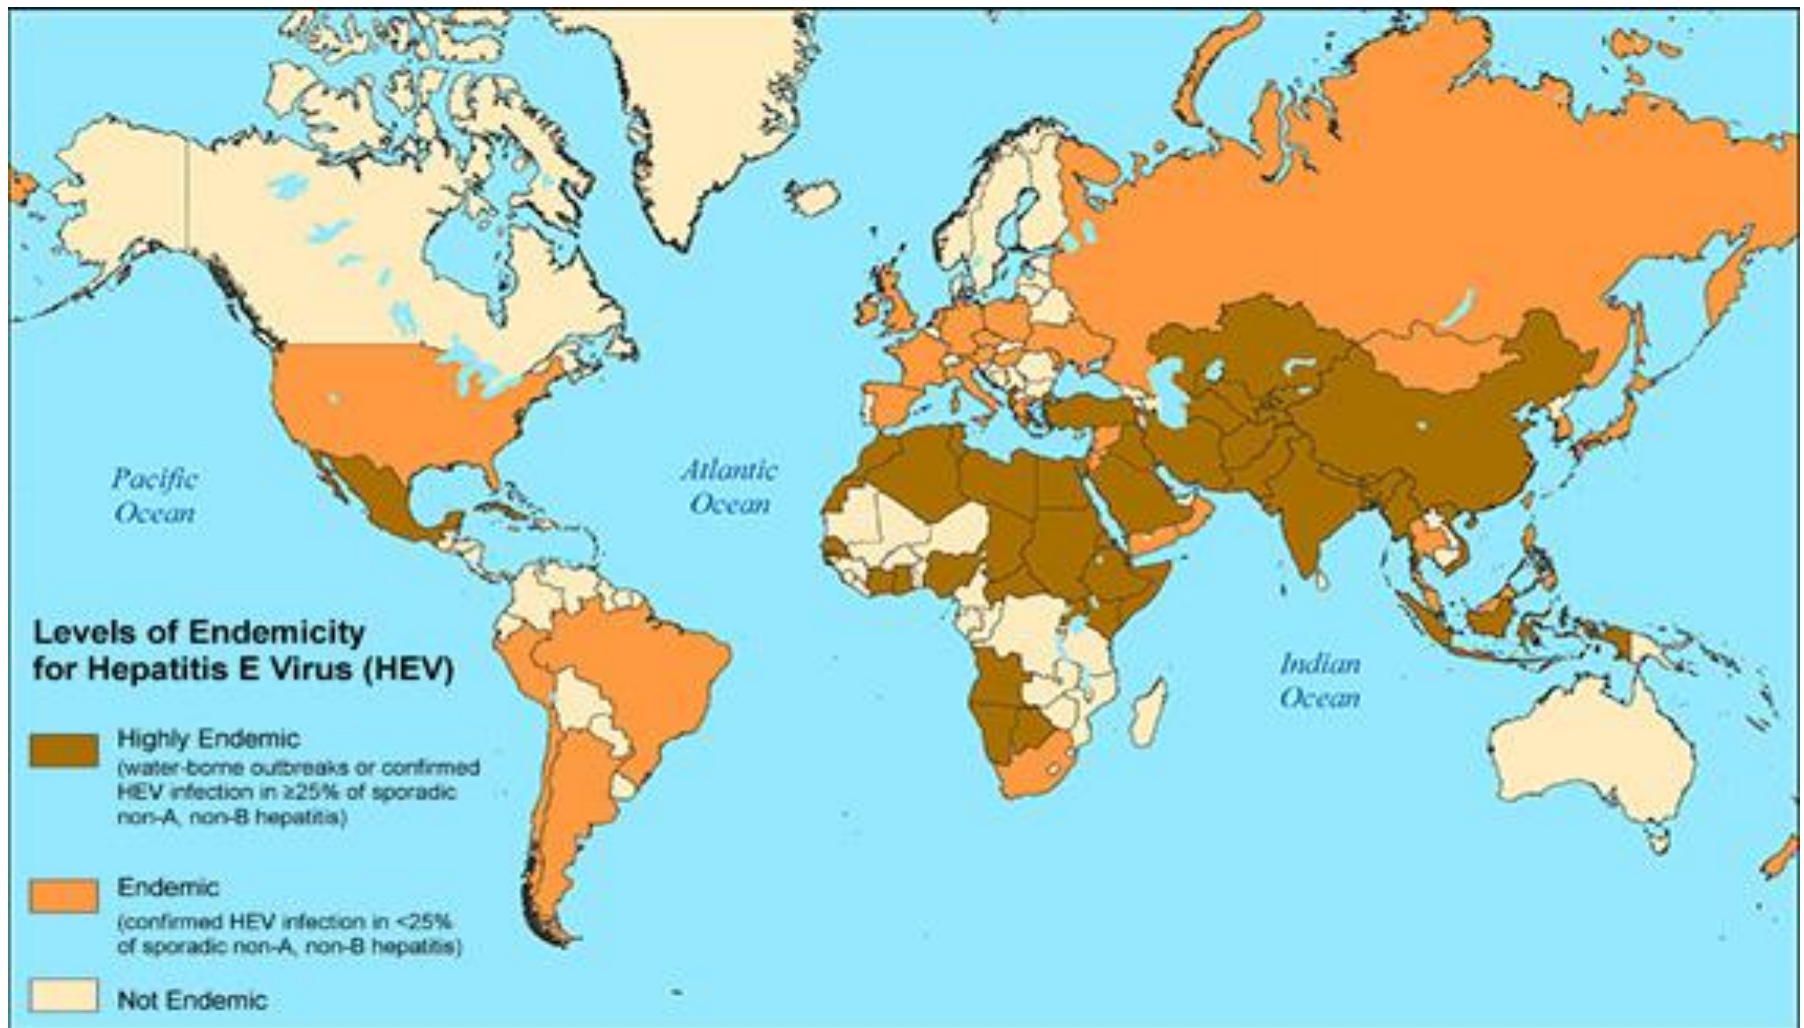 Pacific
Ocean
Atlantic
Ocean
Indian
Ocean
Levels of Endemicity
for Hepatitis E Virus (HEV)
Highly Endemic
(water-borne outbreaks or confirmed
HEV infection in ≥25% of sporadic
non-A, non-B hepatitis)
Endemic
(confirmed HEV infection in <25%
of sporadic non-A, non-B hepatitis)
Not Endemic